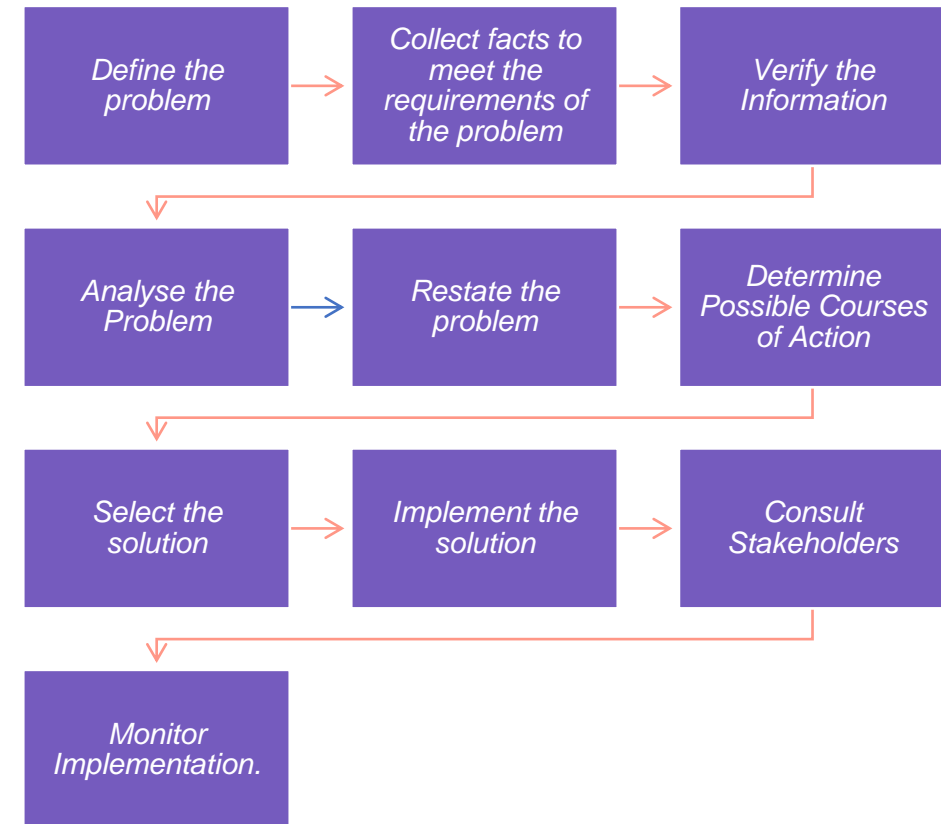 Define the
problem
Collect facts to
meet the
requirements of
the problem
Verify the
Information
Analyse the
Problem
Restate the
problem
Determine
Possible Courses
of Action
Select the
solution
Implement the
solution
Consult
Stakeholders
Monitor
Implementation.